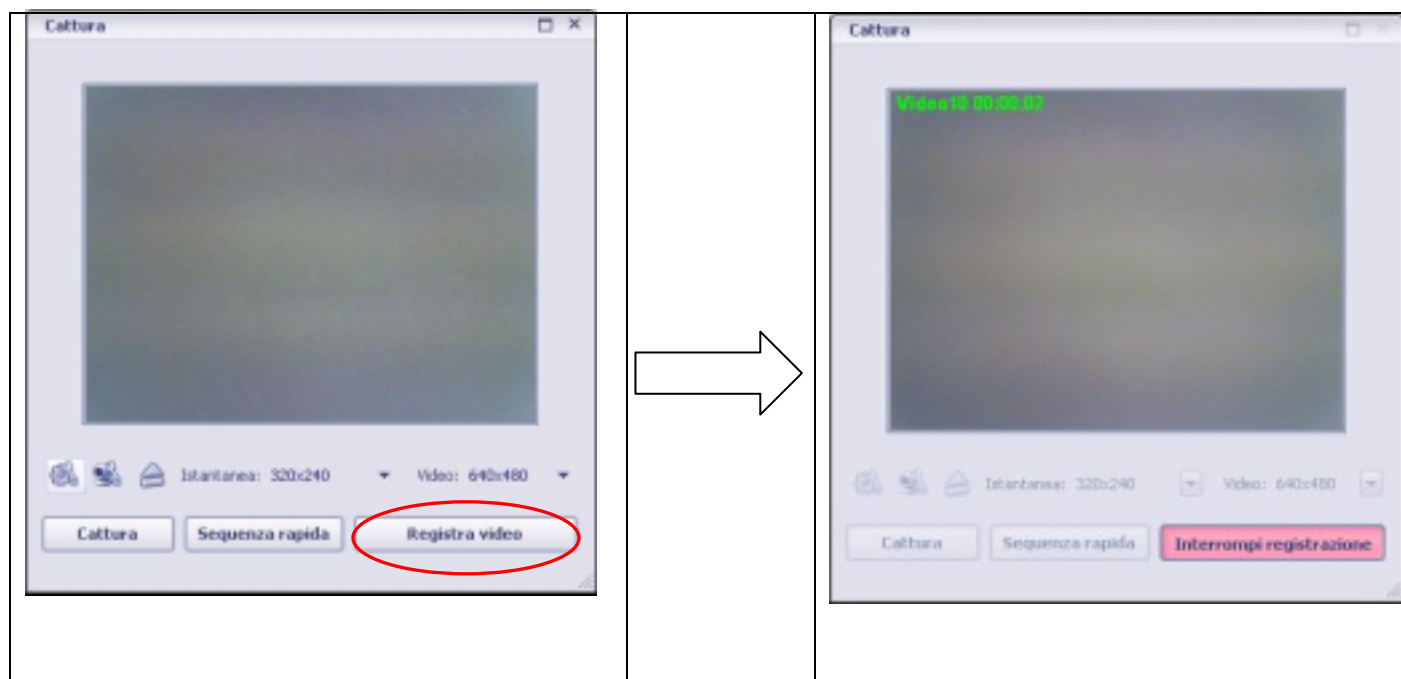 Cattura
Istantanea: 320x240 Video: 640x480
Cattura Sequenza rapida Registra video
Cattura
Video10 00:00:02
Istantanea: 320x240 Video: 640x480
Cattura Sequenza rapida Interrompi registrazione